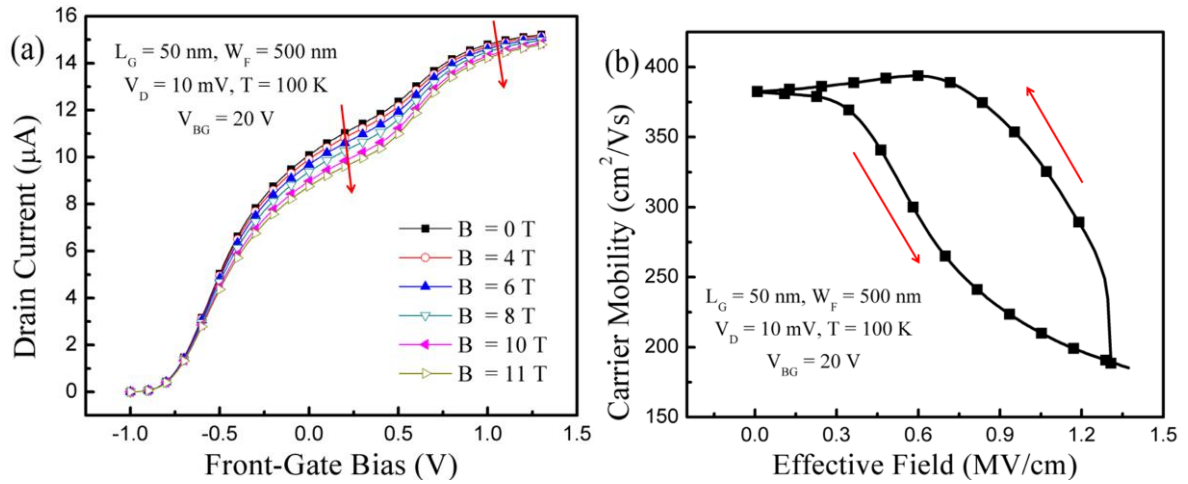 (a)
L_G = 50 nm, W_F = 500 nm
V_D = 10 mV, T = 100 K
V_BG = 20 V
B = 0 T
B = 4 T
B = 6 T
B = 8 T
B = 10 T
B = 11 T
Drain Current (μA)
16
14
12
10
8
6
4
2
0
-1.0 -0.5 0.0 0.5 1.0 1.5
Front-Gate Bias (V)
(b)
L_G = 50 nm, W_F = 500 nm
V_D = 10 mV, T = 100 K
V_BG = 20 V
Carrier Mobility (cm²/Vs)
400
350
300
250
200
150
0.0 0.3 0.6 0.9 1.2 1.5
Effective Field (MV/cm)